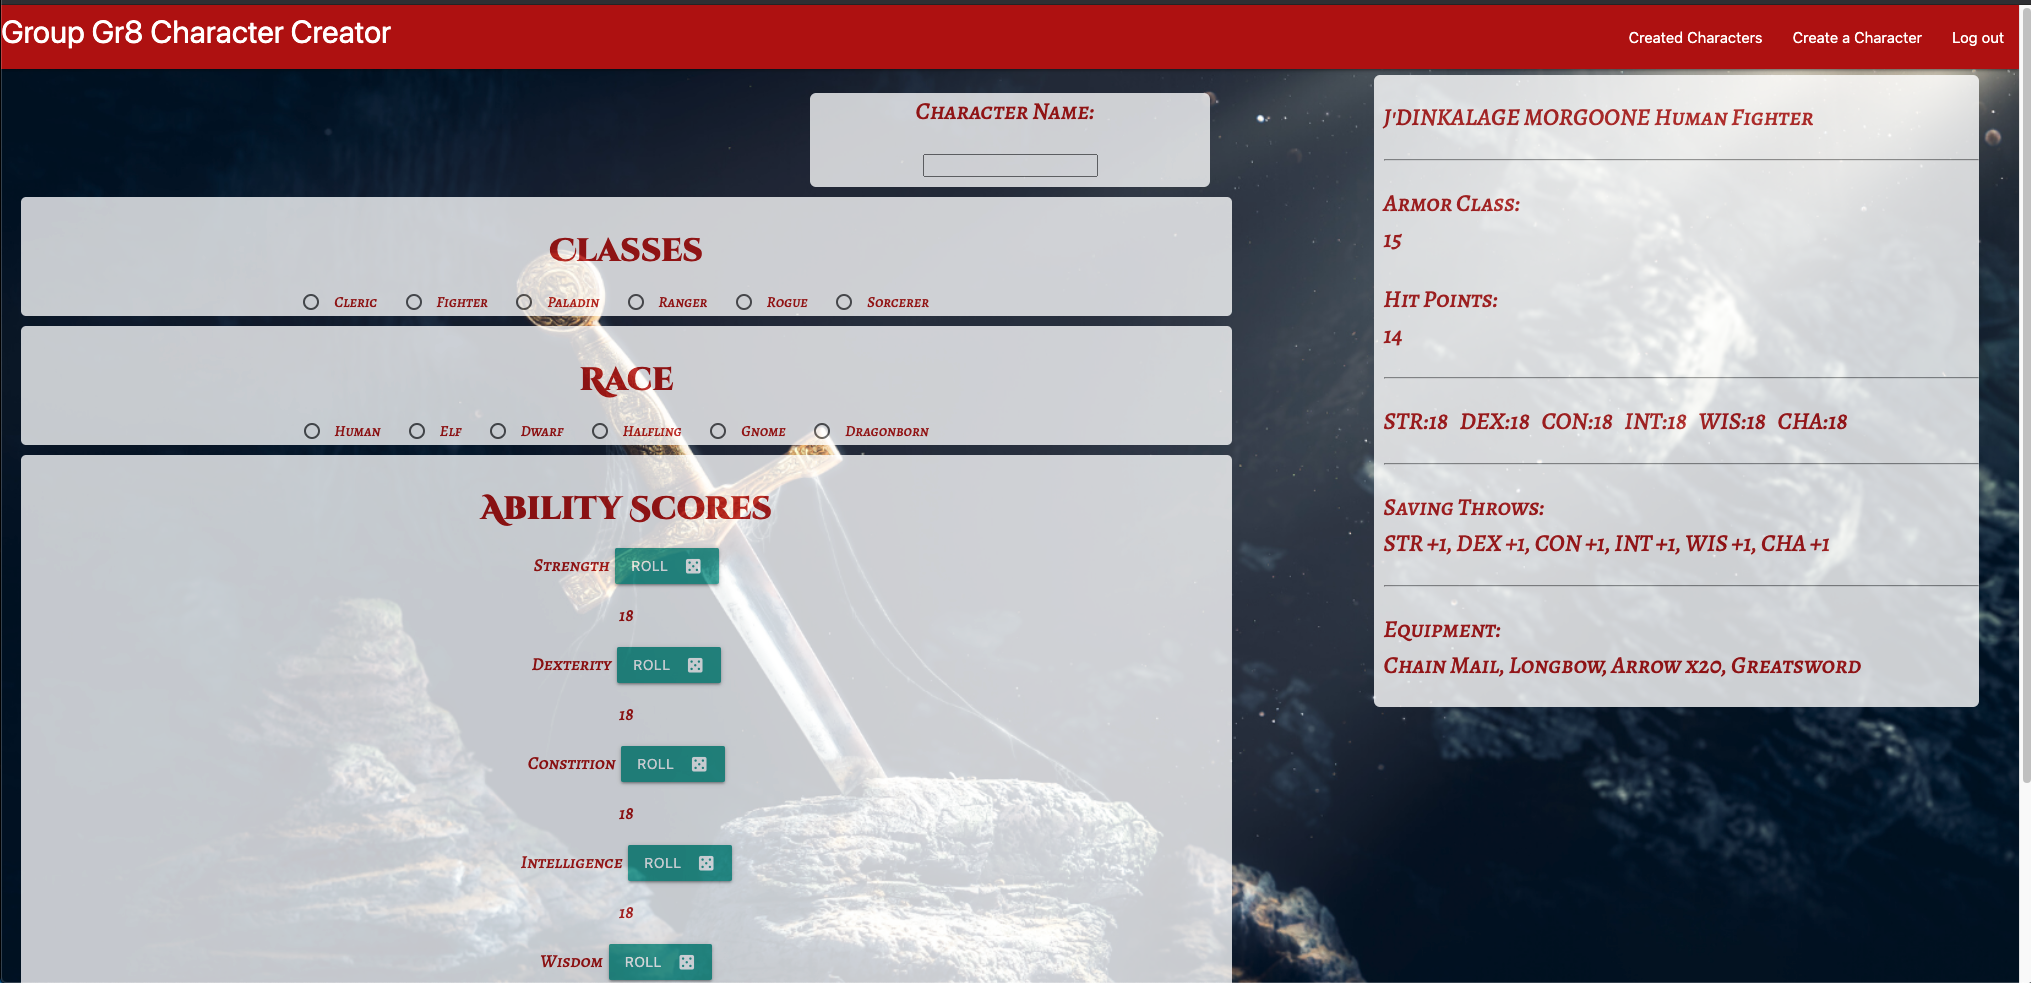 Group Gr8 Character Creator
Created Characters Create a Character Log out
Character Name:
Classes
Cleric Fighter Paladin Ranger Rogue Sorcerer
Race
Human Elf Dwarf Halfling Gnome Dragonborn
Ability Scores
Strength ROLL
18
Dexterity ROLL
18
Constition ROLL
18
Intelligence ROLL
18
Wisdom ROLL
J'DINKALAGE MORGOONE Human Fighter
Armor Class:
15
Hit Points:
14
STR:18 DEX:18 CON:18 INT:18 WIS:18 CHA:18
Saving Throws:
STR +1, DEX +1, CON +1, INT +1, WIS +1, CHA +1
Equipment:
Chain Mail, Longbow, Arrow x20, Greatsword